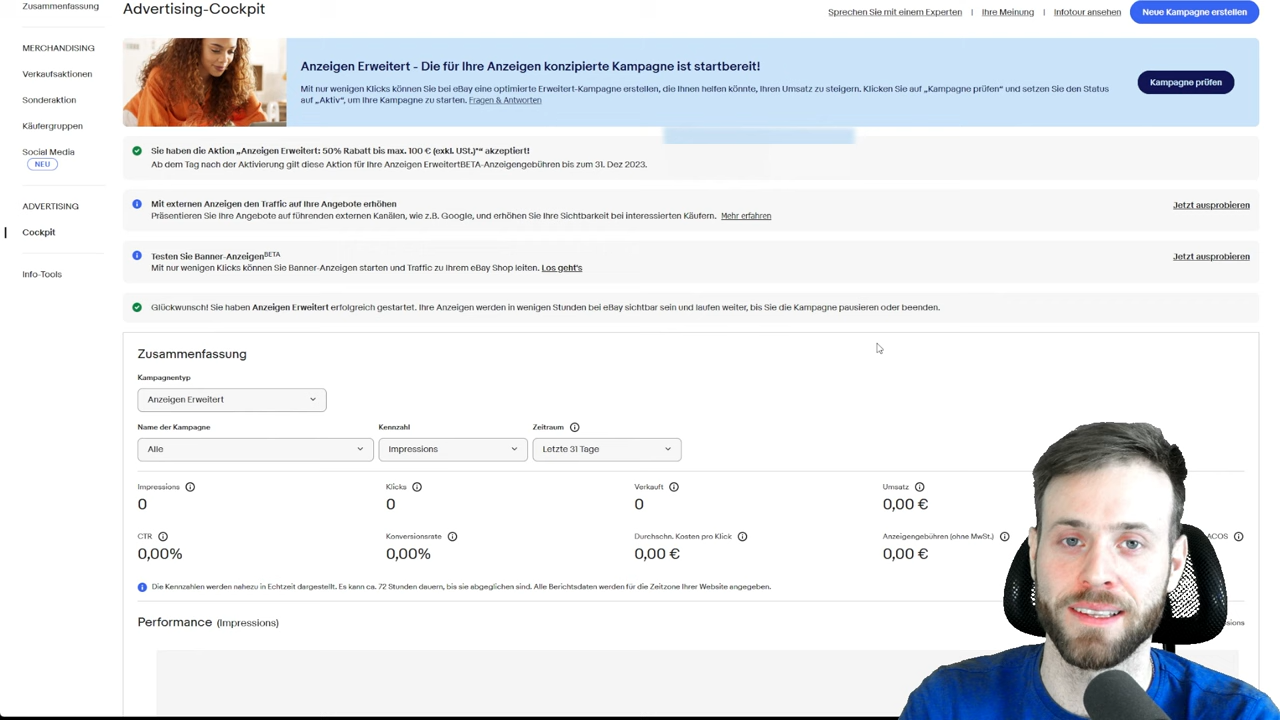 Zusammenfassung
MERCHANDISING
Verkaufsaktionen
Sonderaktion
Käufergruppen
Social Media
NEU
ADVERTISING
Cockpit
Info-Tools
Advertising-Cockpit
Sprechen Sie mit einem Experten | Ihre Meinung | Infotour ansehen
Neue Kampagne erstellen
Anzeigen Erweitert - Die für Ihre Anzeigen konzipierte Kampagne ist startbereit!
Mit nur wenigen Klicks können Sie bei eBay eine optimierte Erweitert-Kampagne erstellen, die Ihnen helfen könnte, Ihren Umsatz zu steigern. Klicken Sie auf „Kampagne prüfen“ und setzen Sie den Status
auf „Aktiv“, um Ihre Kampagne zu starten. Fragen & Antworten
Kampagne prüfen
Sie haben die Aktion „Anzeigen Erweitert: 50% Rabatt bis max. 100 € (exkl. USt.)*“ akzeptiert!
Ab dem Tag nach der Aktivierung gilt diese Aktion für Ihre Anzeigen ErweitertBETA-Anzeigengebühren bis zum 31. Dez 2023.
Mit externen Anzeigen den Traffic auf Ihre Angebote erhöhen
Präsentieren Sie Ihre Angebote auf führenden externen Kanälen, wie z.B. Google, und erhöhen Sie Ihre Sichtbarkeit bei interessierten Käufern. Mehr erfahren
Jetzt ausprobieren
Testen Sie Banner-AnzeigenBETA
Mit nur wenigen Klicks können Sie Banner-Anzeigen starten und Traffic zu Ihrem eBay Shop leiten. Los geht's
Jetzt ausprobieren
Glückwunsch! Sie haben Anzeigen Erweitert erfolgreich gestartet. Ihre Anzeigen werden in wenigen Stunden bei eBay sichtbar sein und laufen weiter, bis Sie die Kampagne pausieren oder beenden.
Zusammenfassung
Kampagnentyp
Anzeigen Erweitert
Name der Kampagne Kennzahl Zeitraum
Alle Impressions Letzte 31 Tage
Impressions Klicks Verkauft Umsatz
0 0 0 0,00 €
CTR Konversionsrate Durchschn. Kosten pro Klick Anzeigengebühren (ohne MwSt.) ACOS
0,00% 0,00% 0,00 € 0,00 €
Die Kennzahlen werden nahezu in Echtzeit dargestellt. Es kann ca. 72 Stunden dauern, bis sie abgeglichen sind. Alle Berichtsdaten werden für die Zeitzone Ihrer Website angegeben.
Performance (Impressions)